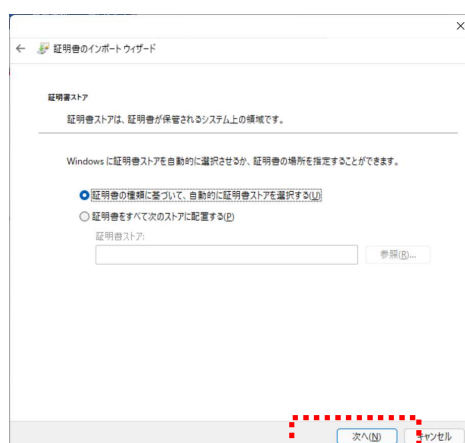 証明書のインポート ウィザード
証明書ストア
証明書ストアは、証明書が保管されるシステム上の領域です。
Windows に証明書ストアを自動的に選択させるか、証明書の場所を指定することができます。
証明書の種類に基づいて、自動的に証明書ストアを選択する(U)
証明書をすべて次のストアに配置する(P)
証明書ストア:
参照(R)...
次へ(N) キャンセル